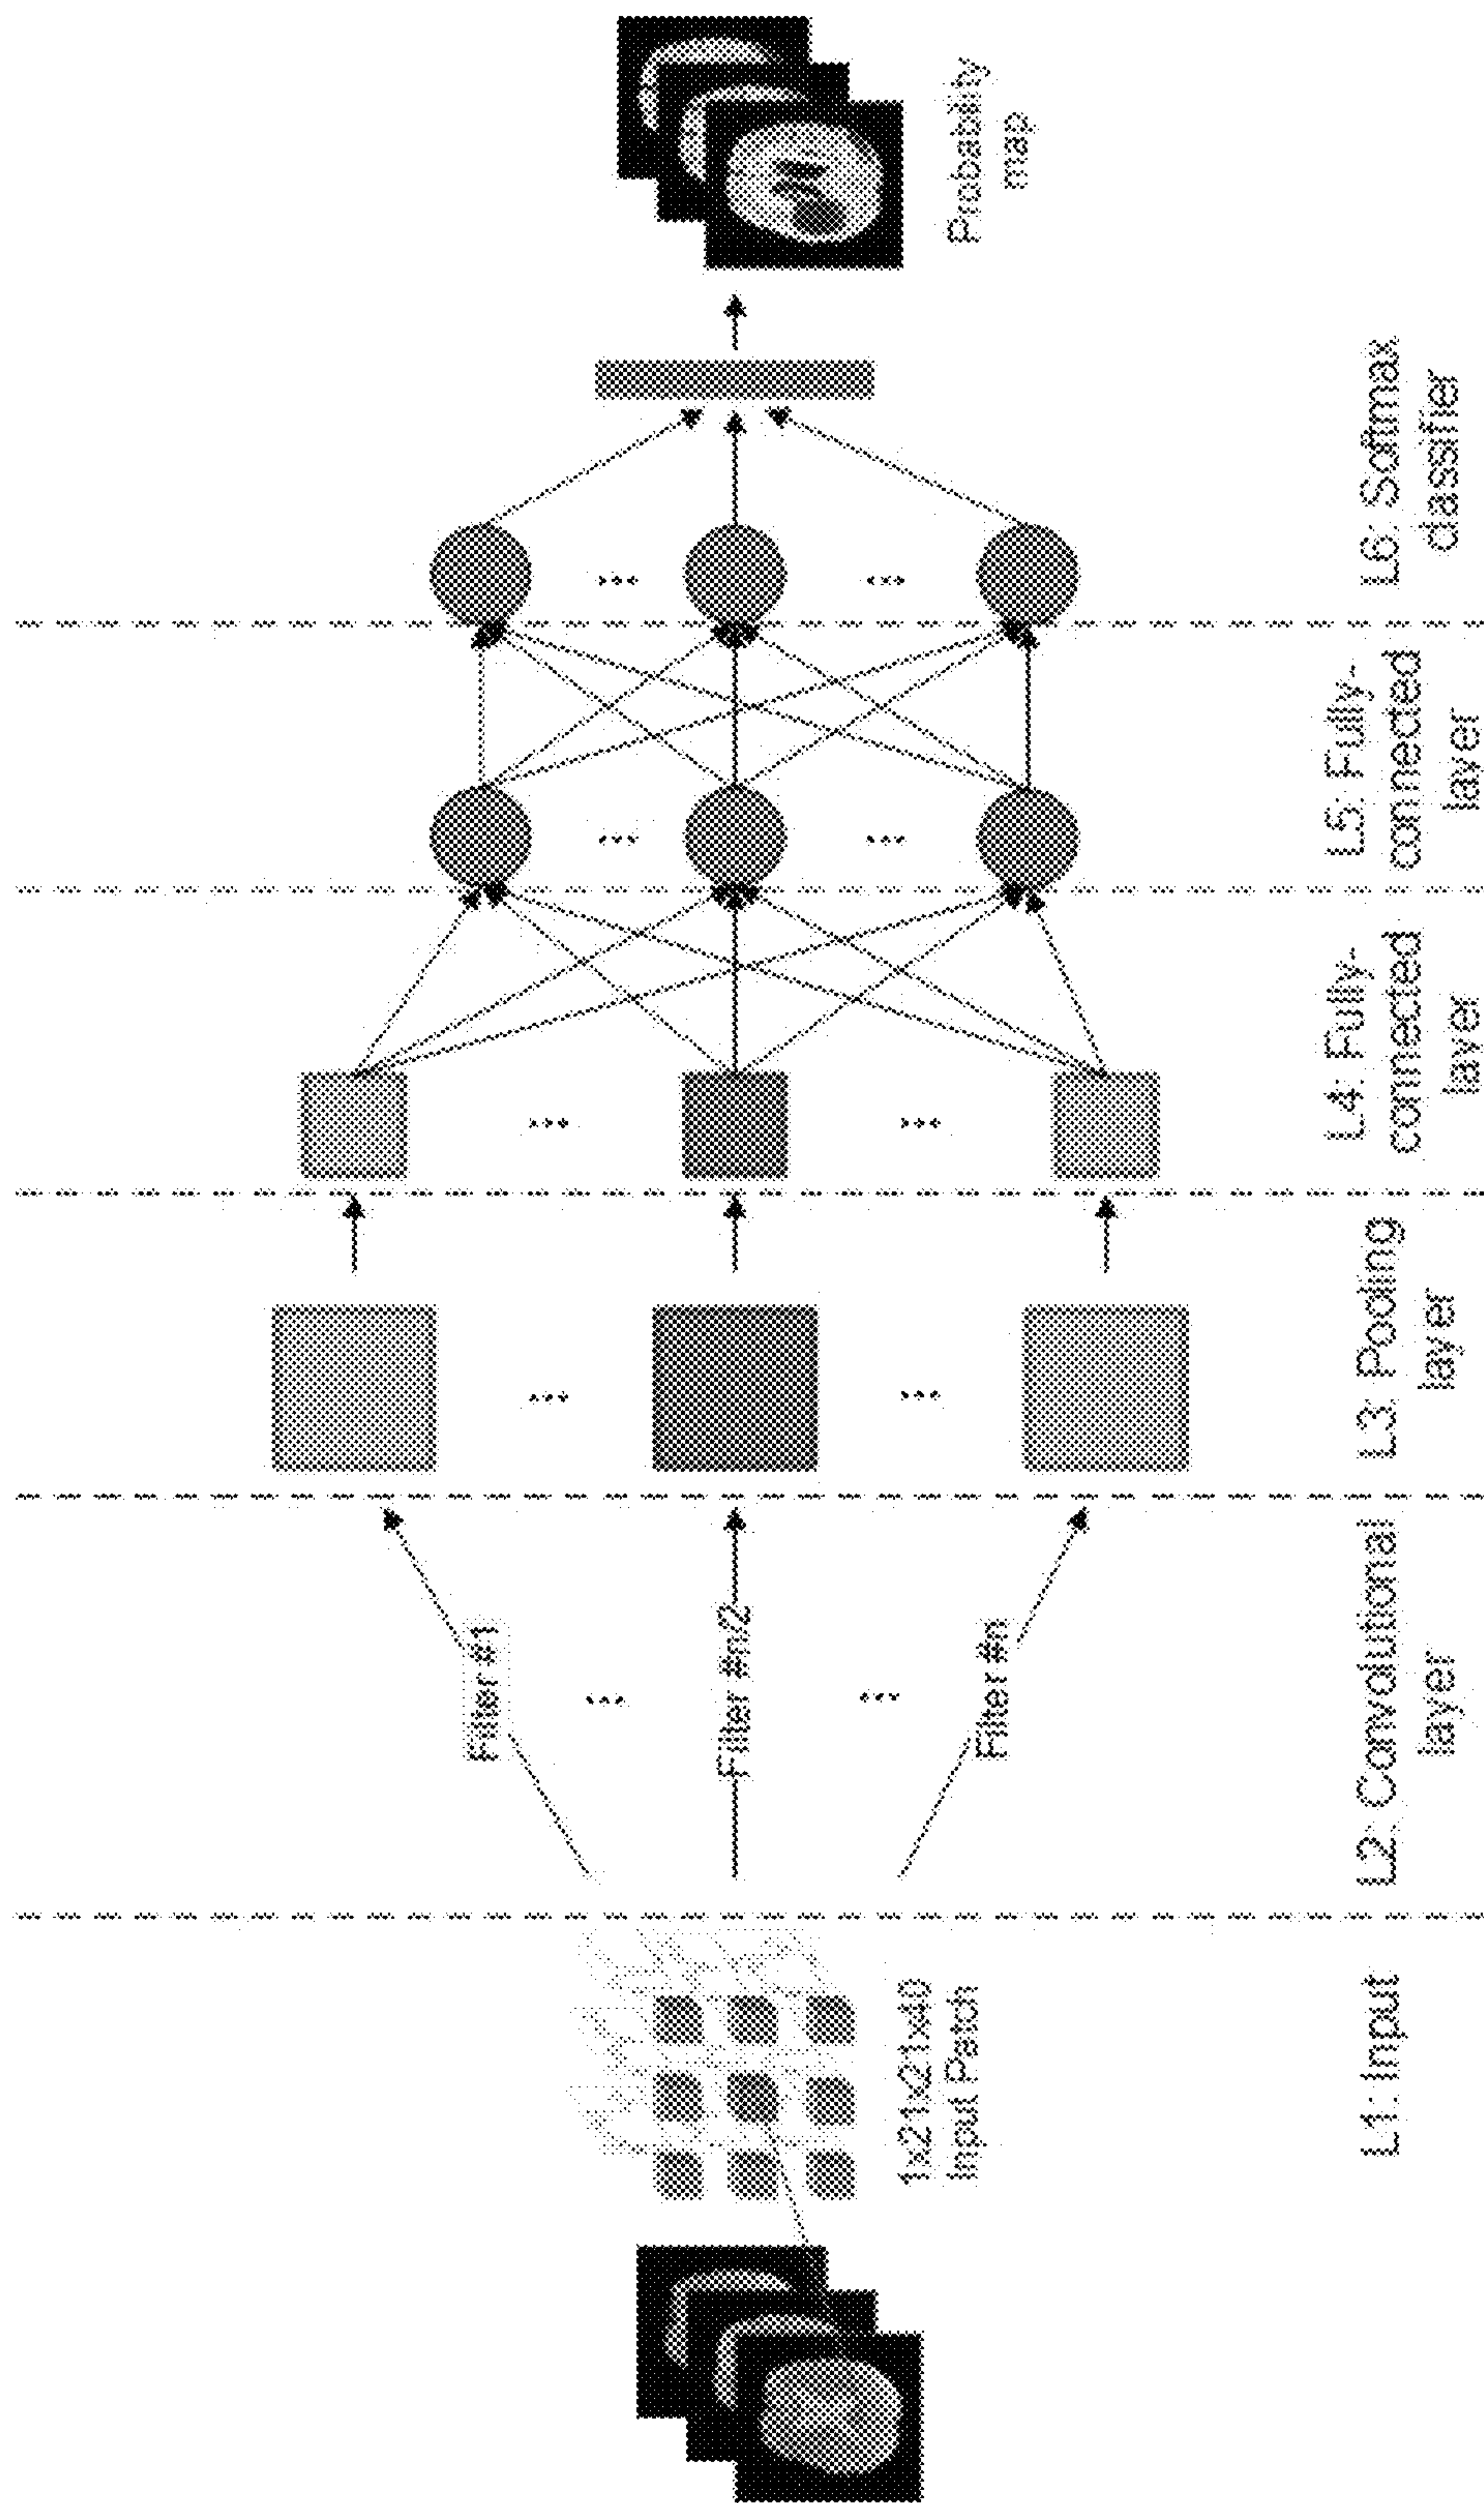 1x21x21x40
Input Patch
Filter #1
...
Filter #n/2
...
Filter #n
...
...
...
...
...
...
...
...
Probability
map
L1: Input
L2: Convolutional
layer
L3: Pooling
layer
L4: Fully-
connected
layer
L5: Fully-
connected
layer
L6: Softmax
classifier